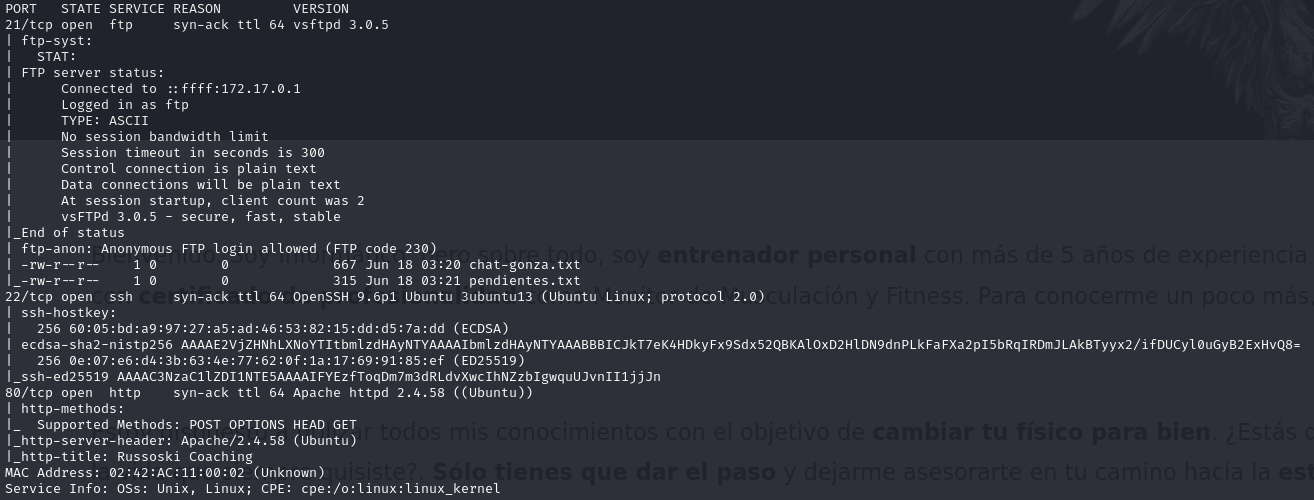 PORT   STATE SERVICE REASON         VERSION
21/tcp open  ftp     syn-ack ttl 64 vsftpd 3.0.5
| ftp-syst:
|   STAT:
| FTP server status:
|      Connected to ::ffff:172.17.0.1
|      Logged in as ftp
|      TYPE: ASCII
|      No session bandwidth limit
|      Session timeout in seconds is 300
|      Control connection is plain text
|      Data connections will be plain text
|      At session startup, client count was 2
|      vsFTPd 3.0.5 - secure, fast, stable
|_End of status
| ftp-anon: Anonymous FTP login allowed (FTP code 230)
sobre todo, soy entrenador personal con más de 5 años de experiencia
| -rw-r--r--    1 0        0             667 Jun 18 03:20 chat-gonza.txt
|_-rw-r--r--    1 0        0             315 Jun 18 03:21 pendientes.txt
22/tcp open  ssh     syn-ack ttl 64 OpenSSH 9.6p1 Ubuntu 3ubuntu13 (Ubuntu Linux; protocol 2.0)
y Fitness. Para conocerme un poco más,
| ssh-hostkey:
|   256 60:05:bd:a9:97:27:a5:ad:46:53:82:15:dd:d5:7a:dd (ECDSA)
| ecdsa-sha2-nistp256 AAAAE2VjZHNhLXNoYTItbmlzdHAyNTYAAAAIbmlzdHAyNTYAAABBBICJkT7eK4HDkyFx9Sdx52QBKAlOxD2HlDN9dnPLkFaFXa2pI5bRqIRDmJLAkBTyyx2/ifDUCyl0uGyB2ExHvQ8=
|   256 0e:07:e6:d4:3b:63:4e:77:62:0f:1a:17:69:91:85:ef (ED25519)
|_ssh-ed25519 AAAAC3NzaC1lZDI1NTE5AAAAIFYEzfToqDm7m3dRLdvXwcIhNZzbIgwquUJvnII1jjJn
80/tcp open  http    syn-ack ttl 64 Apache httpd 2.4.58 ((Ubuntu))
| http-methods:
|_  Supported Methods: POST OPTIONS HEAD GET
todos mis conocimientos con el objetivo de cambiar tu físico para bien. ¿Estás
|_http-server-header: Apache/2.4.58 (Ubuntu)
|_http-title: Russoski Coaching
MAC Address: 02:42:AC:11:00:02 (Unknown)
quisiste?. Sólo tienes que dar el paso y dejarme asesorarte en tu camino hacía la
Service Info: OSs: Unix, Linux; CPE: cpe:/o:linux:linux_kernel